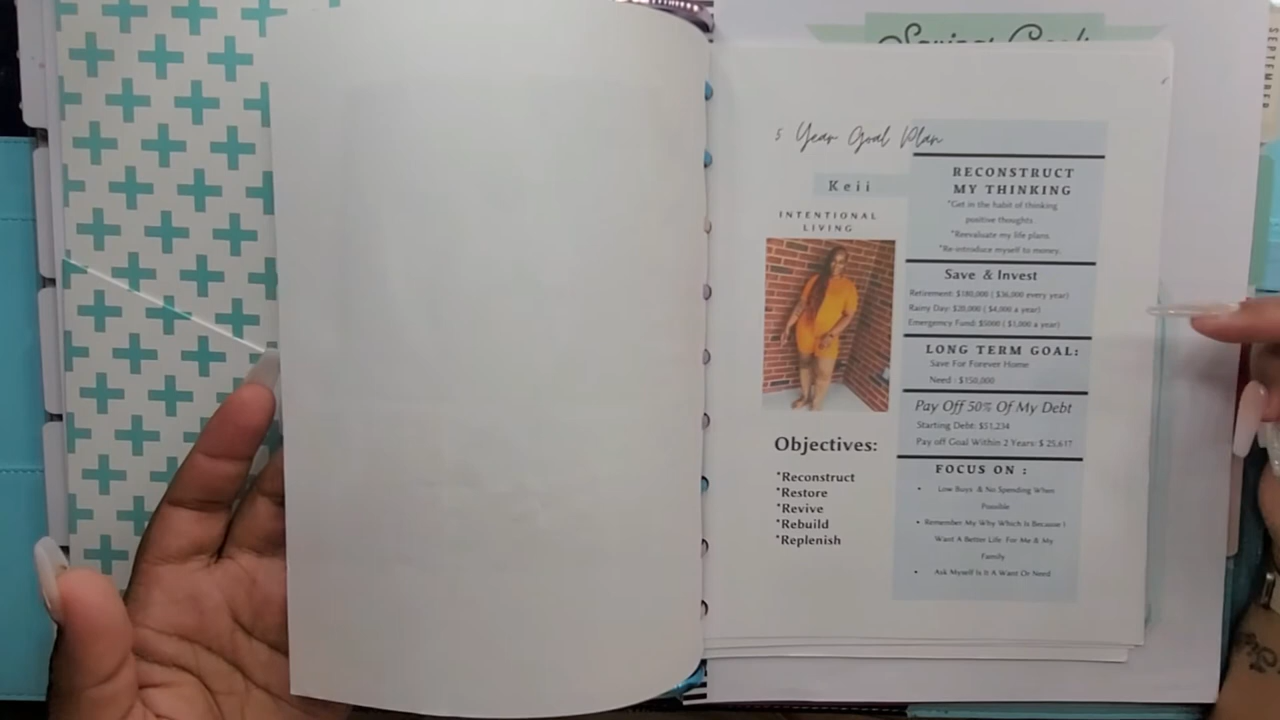 SEPTEMBER
5 Year Goal Plan
Keii
INTENTIONAL
LIVING
Objectives:
*Reconstruct
*Restore
*Revive
*Rebuild
*Replenish
RECONSTRUCT
MY THINKING
*Get in the habit of thinking
positive thoughts
*Reevaluate my life plans.
*Re-introduce myself to money.
Save & Invest
Retirement: $180,000 ( $36,000 every year)
Rainy Day: $20,000 ( $4,000 a year)
Emergency Fund: $5000 ( $1,000 a year)
LONG TERM GOAL:
Save For Forever Home
Need : $150,000
Pay Off 50% Of My Debt
Starting Debt: $51,234
Pay off Goal Within 2 Years: $ 25,617
FOCUS ON :
• Low Buys & No Spending When
Possible
• Remember My Why Which Is Because I
Want A Better Life For Me & My
Family
• Ask Myself Is It A Want Or Need